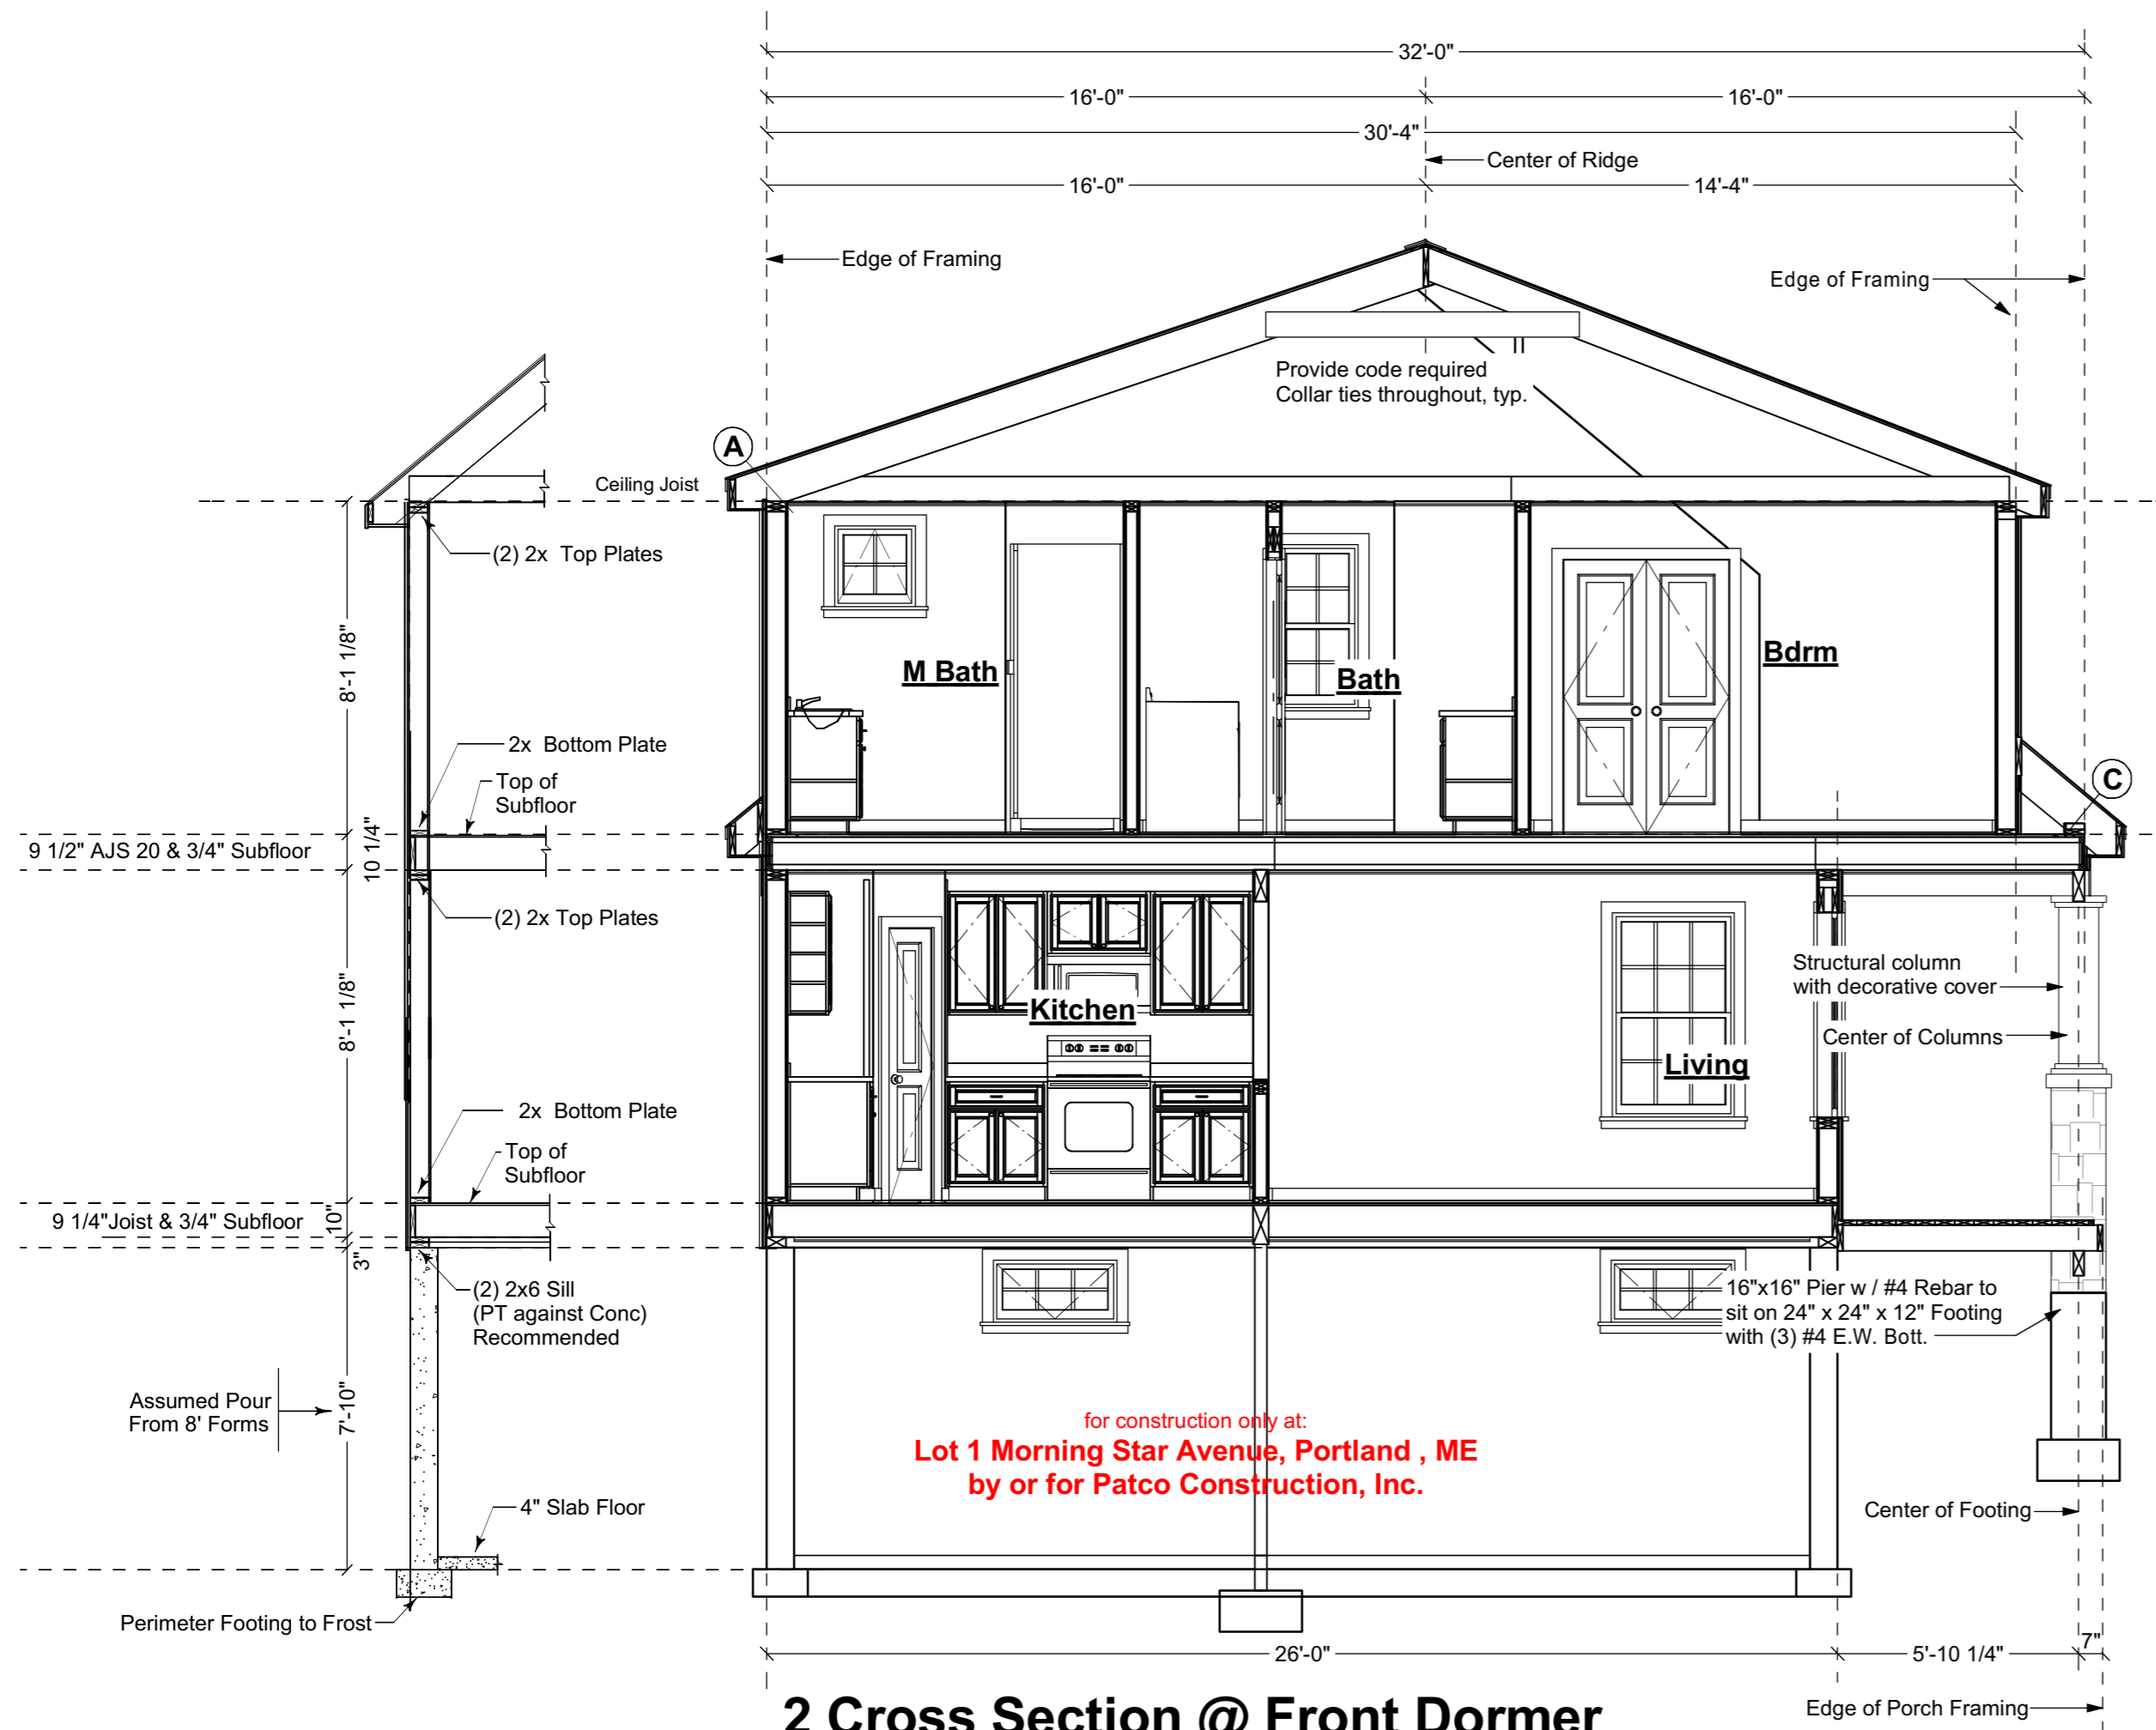 32'-0"
16'-0"
16'-0"
30'-4"
Center of Ridge
16'-0"
14'-4"
Edge of Framing
Edge of Framing
Provide code required
Collar ties throughout, typ.
A
Ceiling Joist
(2) 2x Top Plates
8'-1 1/8"
M Bath
Bath
Bdrm
2x Bottom Plate
Top of
Subfloor
C
9 1/2" AJS 20 & 3/4" Subfloor
10 1/4"
(2) 2x Top Plates
8'-1 1/8"
Kitchen
Living
Structural column
with decorative cover
Center of Columns
2x Bottom Plate
Top of
Subfloor
9 1/4"Joist & 3/4" Subfloor
10"
3"
(2) 2x6 Sill
(PT against Conc)
Recommended
16"x16" Pier w / #4 Rebar to
sit on 24" x 24" x 12" Footing
with (3) #4 E.W. Bott.
Assumed Pour
From 8' Forms
7'-10"
for construction only at:
Lot 1 Morning Star Avenue, Portland , ME
by or for Patco Construction, Inc.
4" Slab Floor
Center of Footing
Perimeter Footing to Frost
26'-0"
5'-10 1/4"
7"
2 Cross Section @ Front Dormer
Edge of Porch Framing